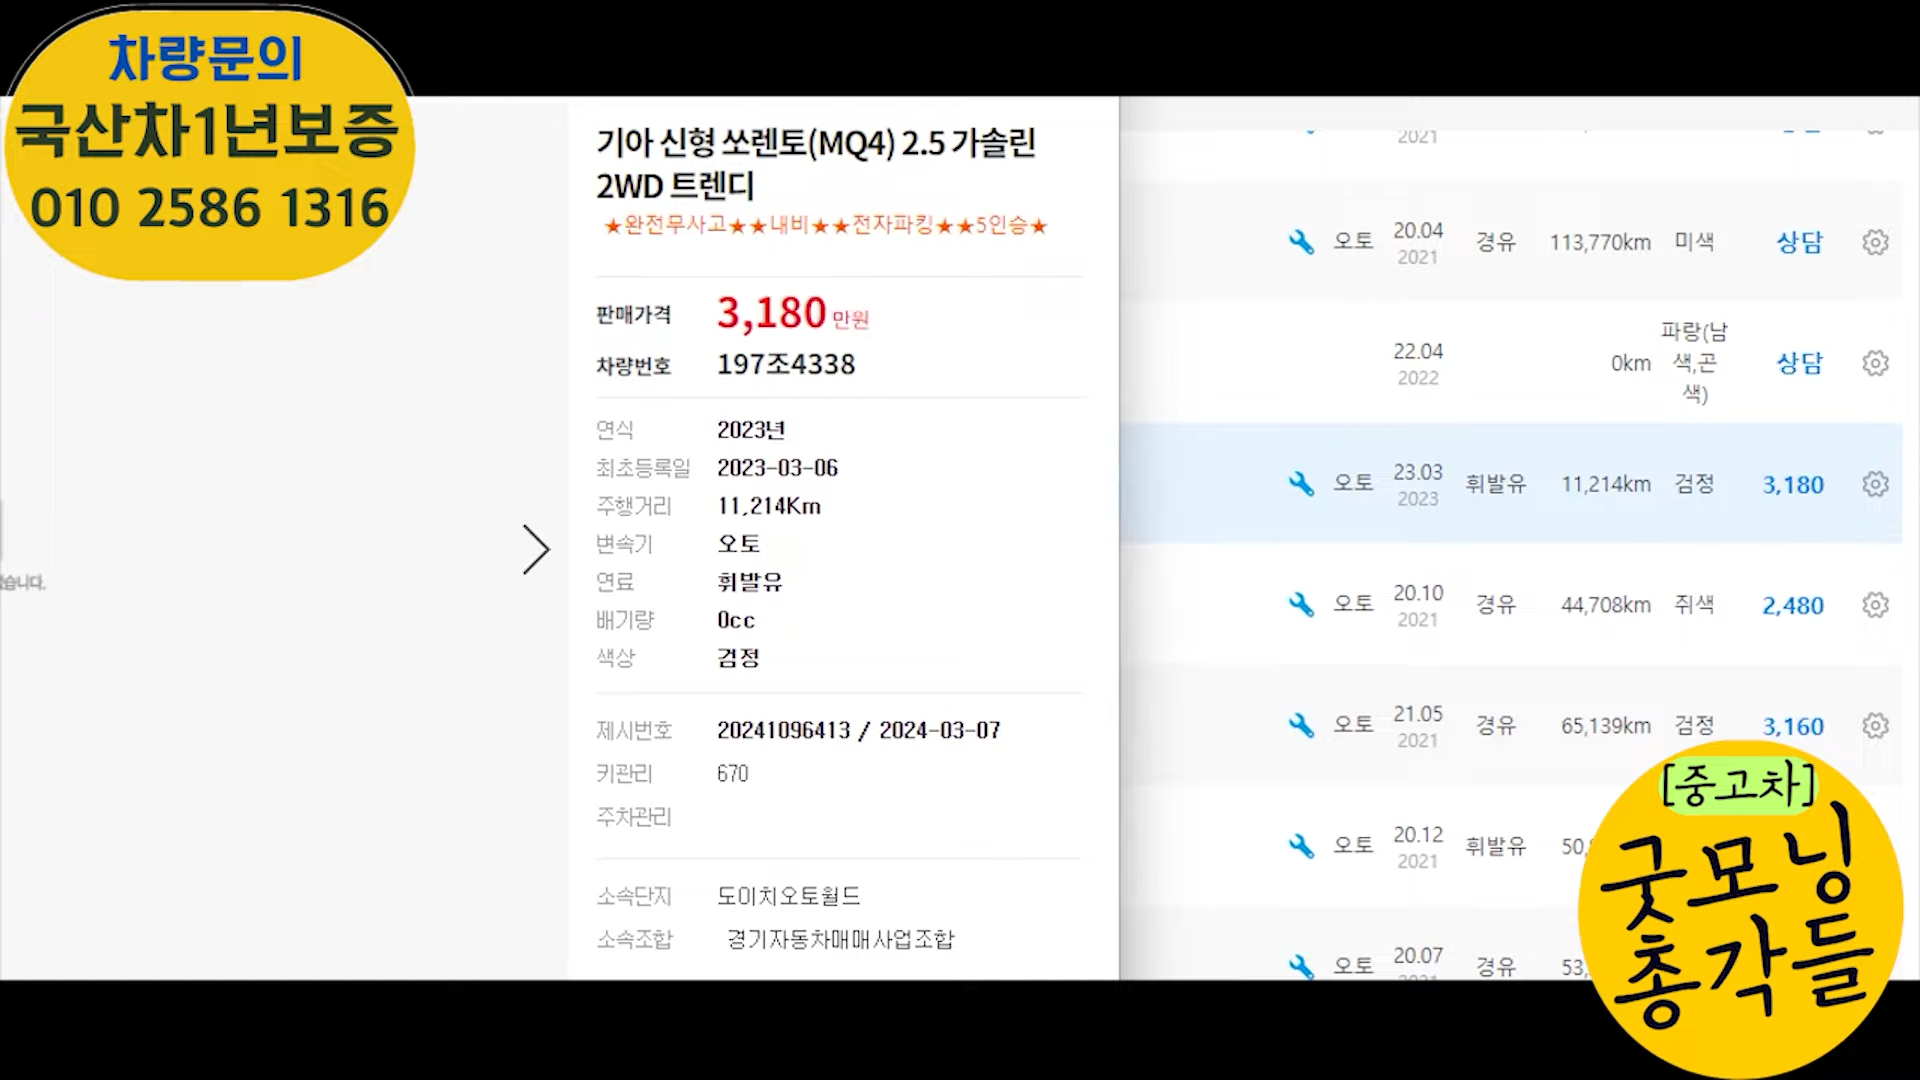 차량문의
국산차1년보증
010 2586 1316
기아 신형 쏘렌토(MQ4) 2.5 가솔린
2WD 트렌디
★완전무사고★★내비★★전자파킹★★5인승★
판매가격 3,180만원
차량번호 197조4338
연식 2023년
최초등록일 2023-03-06
주행거리 11,214Km
변속기 오토
연료 휘발유
배기량 0cc
색상 검정
제시번호 20241096413 / 2024-03-07
키관리 670
주차관리
소속단지 도이치오토월드
소속조합 경기자동차매매사업조합
습니다.
2021
오토 20.04 2021 경유 113,770km 미색 상담
22.04 2022 0km 파랑(남색,곤색) 상담
오토 23.03 2023 휘발유 11,214km 검정 3,180
오토 20.10 2021 경유 44,708km 쥐색 2,480
오토 21.05 2021 경유 65,139km 검정 3,160
오토 20.12 2021 휘발유 50,
오토 20.07 경유 53,
[중고차]
굿모닝
총각들